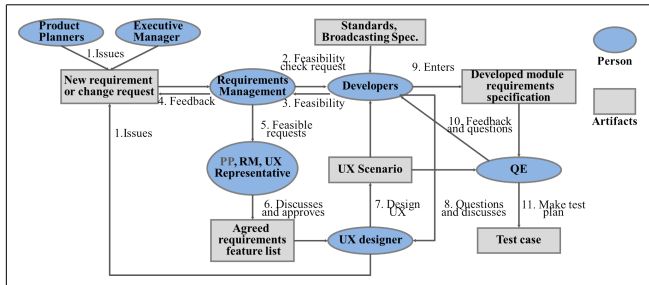 Product
Planners
Executive
Manager
1.Issues
Standards,
Broadcasting Spec.
Person
Artifacts
New requirement
or change request
4. Feedback
Requirements
Management
2. Feasibility
check request
3. Feasibility
Developers
9. Enters
Developed module
requirements
specification
1.Issues
5. Feasible
requests
PP, RM, UX
Representative
10. Feedback
and questions
UX Scenario
QE
6. Discusses
and approves
7. Design
UX
8. Questions
and discusses
11. Make test
plan
Agreed
requirements
feature list
UX designer
Test case